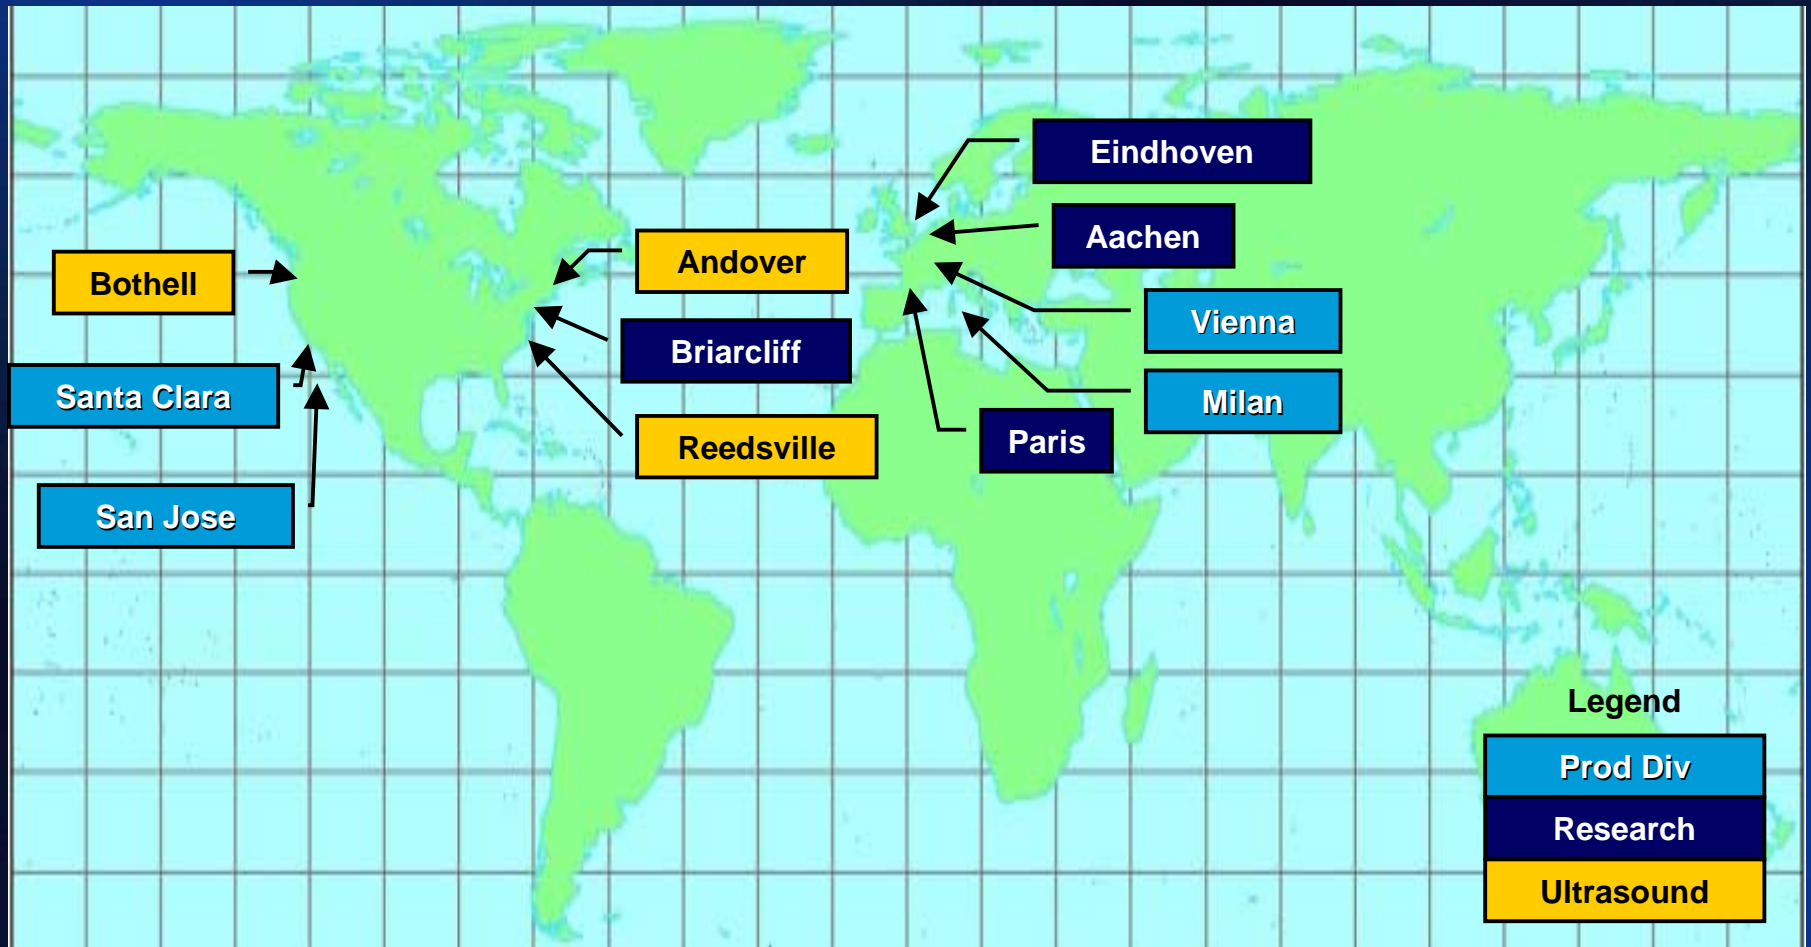 Eindhoven
Aachen
Andover
Bothell
Vienna
Briarcliff
Santa Clara
Milan
Paris
Reedsville
San Jose
Legend
Prod Div
Research
Ultrasound